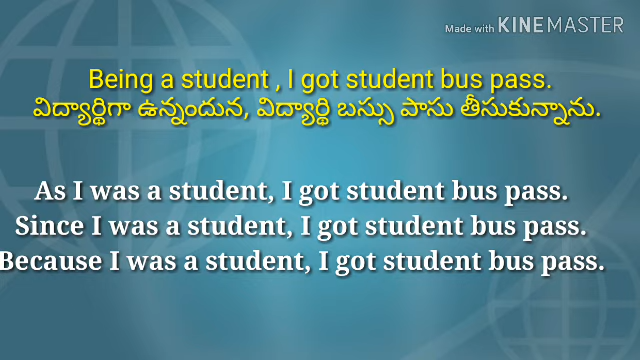 Made with KINEMASTER
Being a student , I got student bus pass.
విద్యార్థిగా ఉన్నందున, విద్యార్థి బస్సు పాసు తీసుకున్నాను.
As I was a student, I got student bus pass.
Since I was a student, I got student bus pass.
Because I was a student, I got student bus pass.